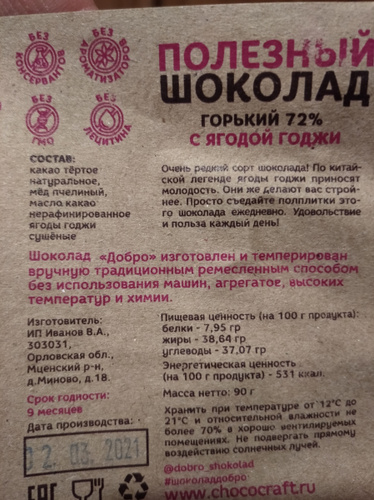 БЕЗ
КОНСЕРВАНТОВ
БЕЗ
АРОМАТИЗАТОРОВ
БЕЗ
ГМО
БЕЗ
ЛЕЦИТИНА
ПОЛЕЗНЫЙ
ШОКОЛАД
ГОРЬКИЙ 72%
С ЯГОДОЙ ГОДЖИ
СОСТАВ:
какао тёртое
натуральное,
мёд пчелиный,
масло какао
нерафинированное
ягоды годжи
сушёные
Очень редкий сорт шоколада! По китай-
ской легенде ягоды годжи приносят
молодость. Они же делают вас строй-
нее. Просто съедайте полплитки это-
го шоколада ежедневно. Удовольствие
и польза каждый день!
Шоколад «Добро» изготовлен и темперирован
вручную традиционным ремесленным способом
без использования машин, агрегатов, высоких
температур и химии.
Изготовитель:
ИП Иванов В.А.,
303031,
Орловская обл.,
Мценский р-н,
д.Миново, д.18.
Срок годности:
9 месяцев
Дата производства:
02. 03. 2021
Пищевая ценность (на 100 г продукта):
белки - 7,95 гр
жиры - 38,64 гр
углеводы - 37,07 гр
Энергетическая ценность
(на 100 г продукта) - 531 ккал.
Масса нетто: 90 г
Хранить при температуре от 12°С до
21°С и относительной влажности не
более 70% в хорошо вентилируемых
помещениях. Не подвергать прямому
воздействию солнечных лучей.
@dobro_shokolad
#шоколаддобро
www.chococraft.ru